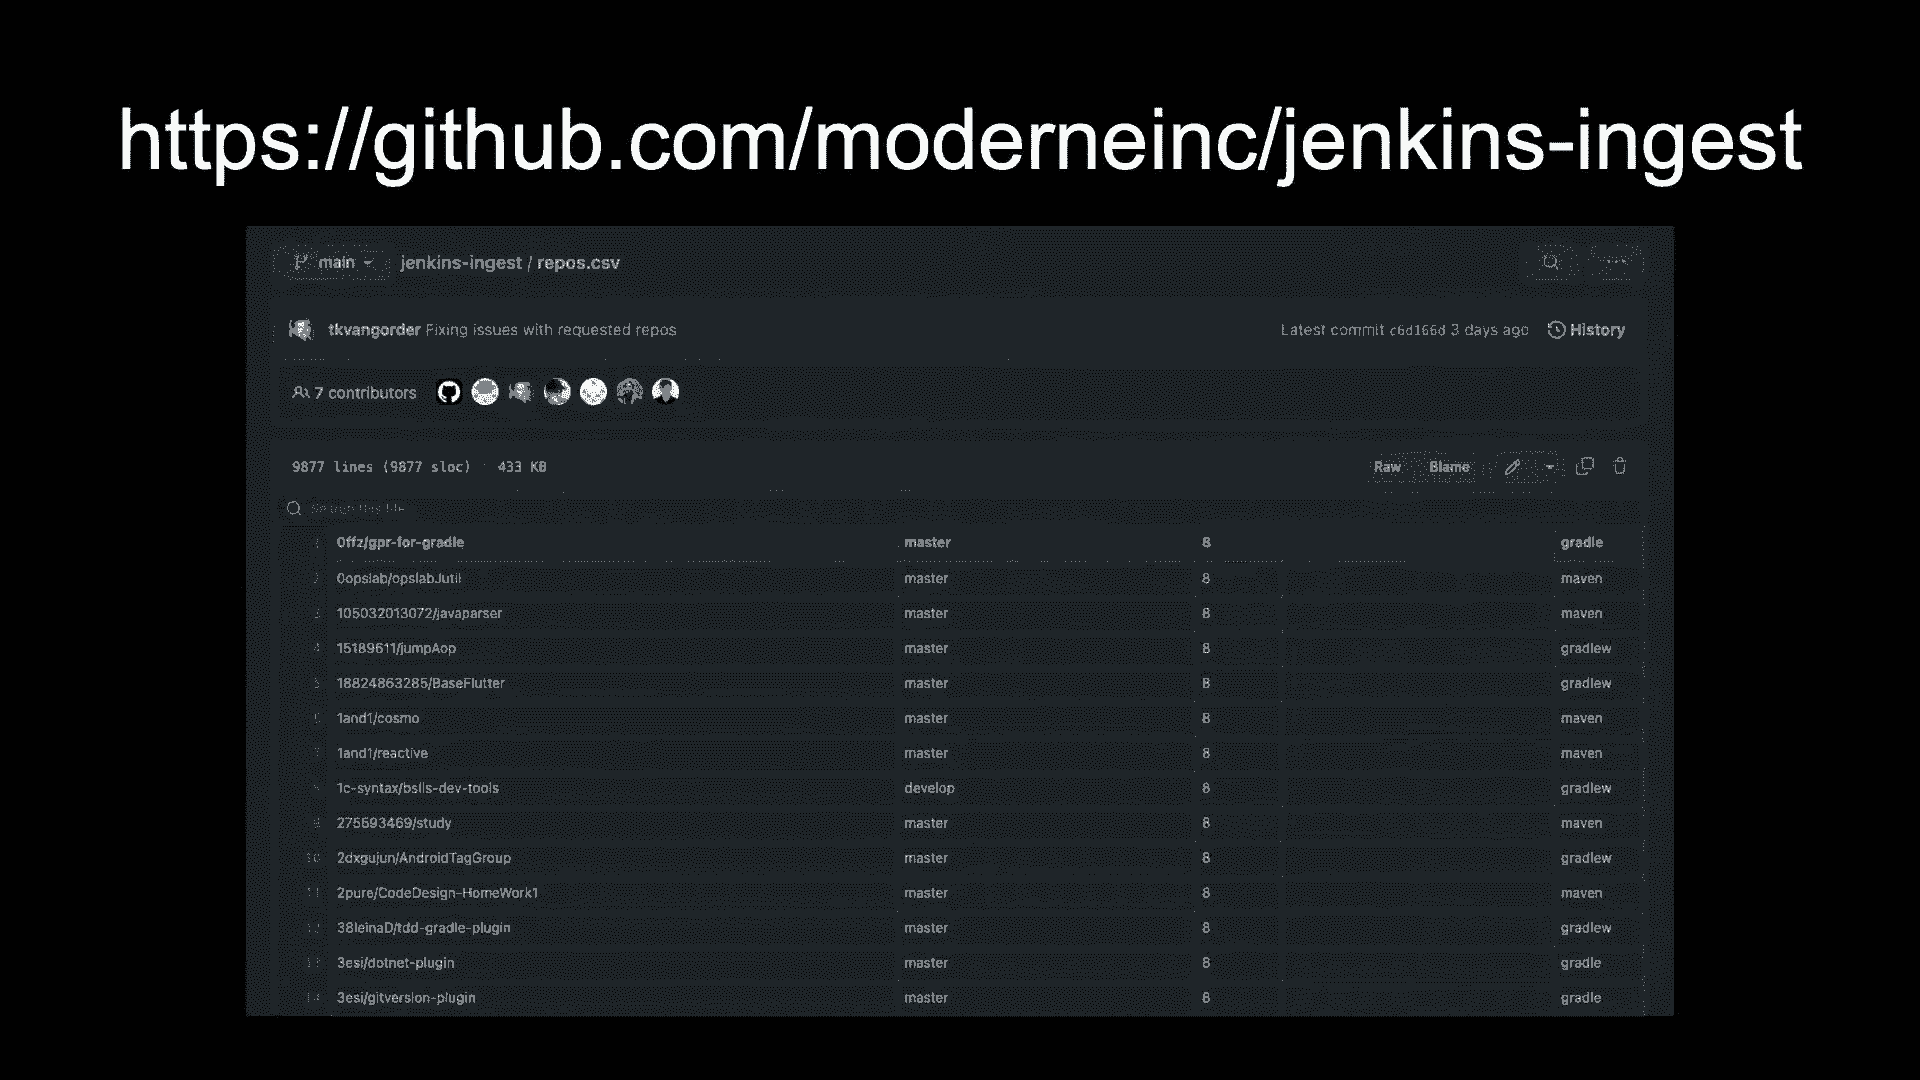 https://github.com/moderneinc/jenkins-ingest
main jenkins-ingest / repos.csv
tkvangorder Fixing issues with requested repos Latest commit c6d166d 3 days ago History
7 contributors
9877 lines (9877 sloc) · 433 KB Raw Blame
Search this file
0ffz/gpr-for-gradle master 8 gradle
2 0opslab/opslabJutil master 8 maven
3 105032013072/javaparser master 8 maven
4 15189611/jumpAop master 8 gradlew
5 18824863285/BaseFlutter master 8 gradlew
6 1and1/cosmo master 8 maven
7 1and1/reactive master 8 maven
1c-syntax/bslls-dev-tools develop 8 gradlew
9 275693469/study master 8 maven
10 2dxgujun/AndroidTagGroup master 8 gradlew
11 2pure/CodeDesign-HomeWork1 master 8 maven
12 38leinaD/tdd-gradle-plugin master 8 gradlew
13 3esi/dotnet-plugin master 8 gradle
14 3esi/gitversion-plugin master 8 gradle